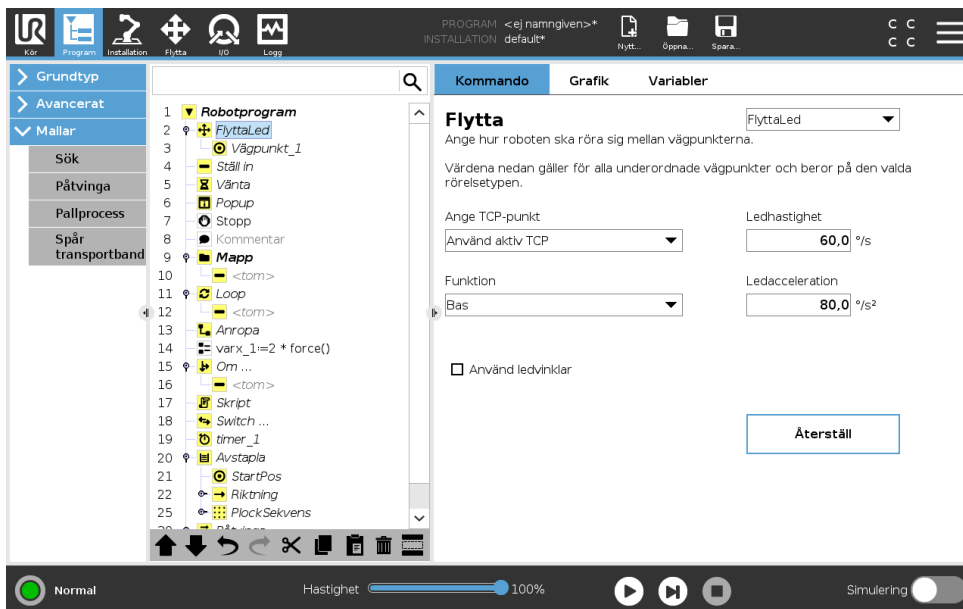 UR
Kör
Program
Installation
Flytta
I/O
Logg
PROGRAM <ej namngiven>*
INSTALLATION default*
Nytt...
Öppna...
Spara...
C C
C C
Grundtyp
Avancerat
Mallar
Sök
Påtvinga
Pallprocess
Spår
transportband
1 Robotprogram
2 FlyttaLed
3 Vägpunkt_1
4 Ställ in
5 Vänta
6 Popup
7 Stopp
8 Kommentar
9 Mapp
10 <tom>
11 Loop
12 <tom>
13 Anropa
14 varx_1:=2 * force()
15 Om ...
16 <tom>
17 Skript
18 Switch ...
19 timer_1
20 Avstapla
21 StartPos
22 Riktning
25 PlockSekvens
29 Påtvinga
Kommando Grafik Variabler
Flytta
FlyttaLed
Ange hur roboten ska röra sig mellan vägpunkterna.
Värdena nedan gäller för alla underordnade vägpunkter och beror på den valda
rörelsetypen.
Ange TCP-punkt
Ledhastighet
Använd aktiv TCP
60,0 °/s
Funktion
Ledacceleration
Bas
80,0 °/s²
Använd ledvinklar
Återställ
Normal
Hastighet
100%
Simulering